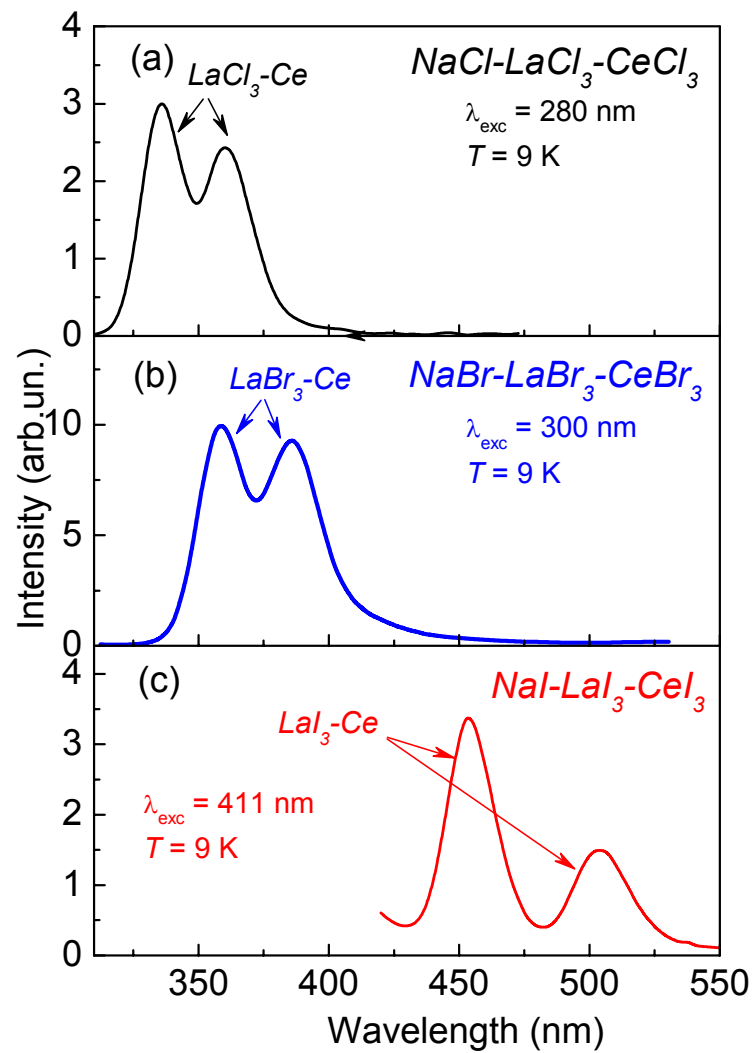 4
(a)
LaCl3-Ce
NaCl-LaCl3-CeCl3
λexc = 280 nm
T = 9 K
3
2
1
0
(b)
LaBr3-Ce
NaBr-LaBr3-CeBr3
λexc = 300 nm
T = 9 K
10
5
0
Intensity (arb.un.)
4
(c)
NaI-LaI3-CeI3
LaI3-Ce
λexc = 411 nm
T = 9 K
3
2
1
0
350 400 450 500 550
Wavelength (nm)